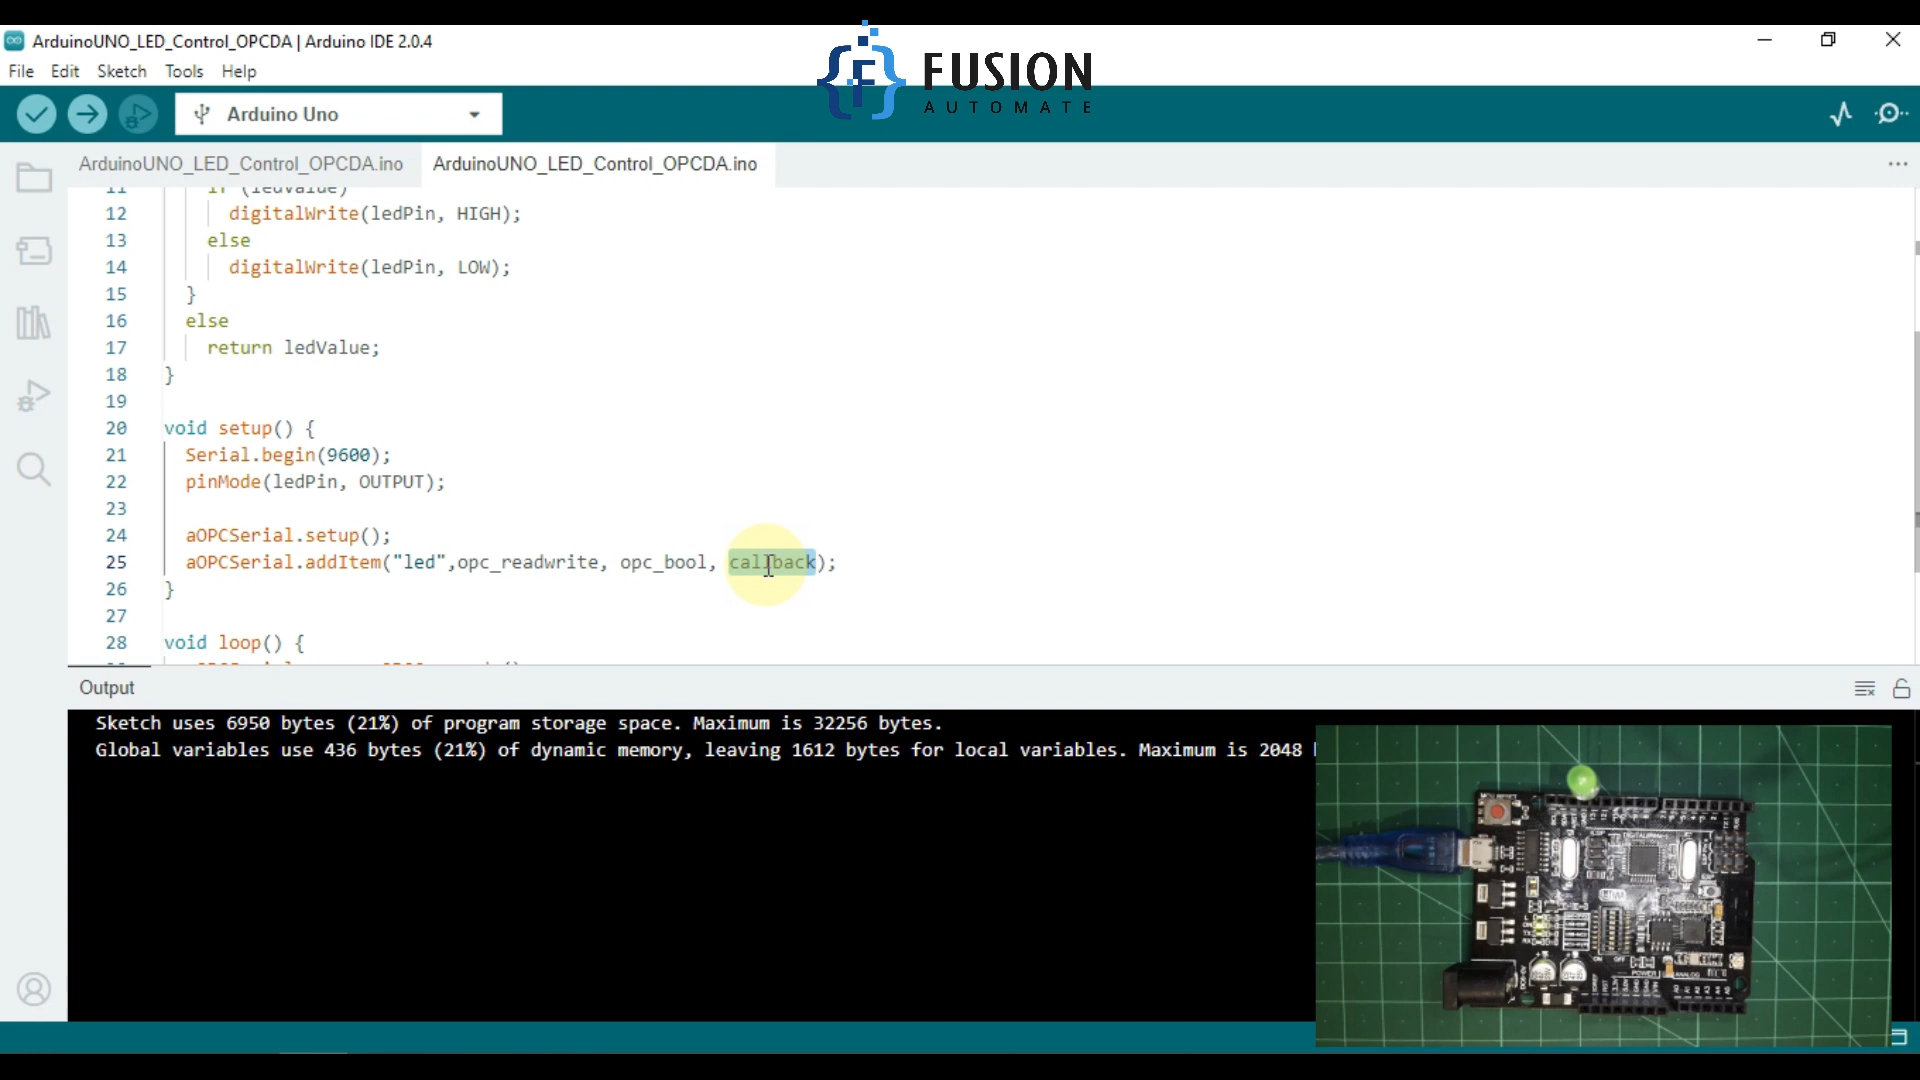 ArduinoUNO_LED_Control_OPCDA | Arduino IDE 2.0.4
FUSION
AUTOMATE
File Edit Sketch Tools Help
Arduino Uno
ArduinoUNO_LED_Control_OPCDA.ino ArduinoUNO_LED_Control_OPCDA.ino
11 if (ledValue)
12 digitalWrite(ledPin, HIGH);
13 else
14 digitalWrite(ledPin, LOW);
15 }
16 else
17 return ledValue;
18 }
19
20 void setup() {
21 Serial.begin(9600);
22 pinMode(ledPin, OUTPUT);
23
24 aOPCSerial.setup();
25 aOPCSerial.addItem("led",opc_readwrite, opc_bool, callback);
26 }
27
28 void loop() {
Output
Sketch uses 6950 bytes (21%) of program storage space. Maximum is 32256 bytes.
Global variables use 436 bytes (21%) of dynamic memory, leaving 1612 bytes for local variables. Maximum is 2048